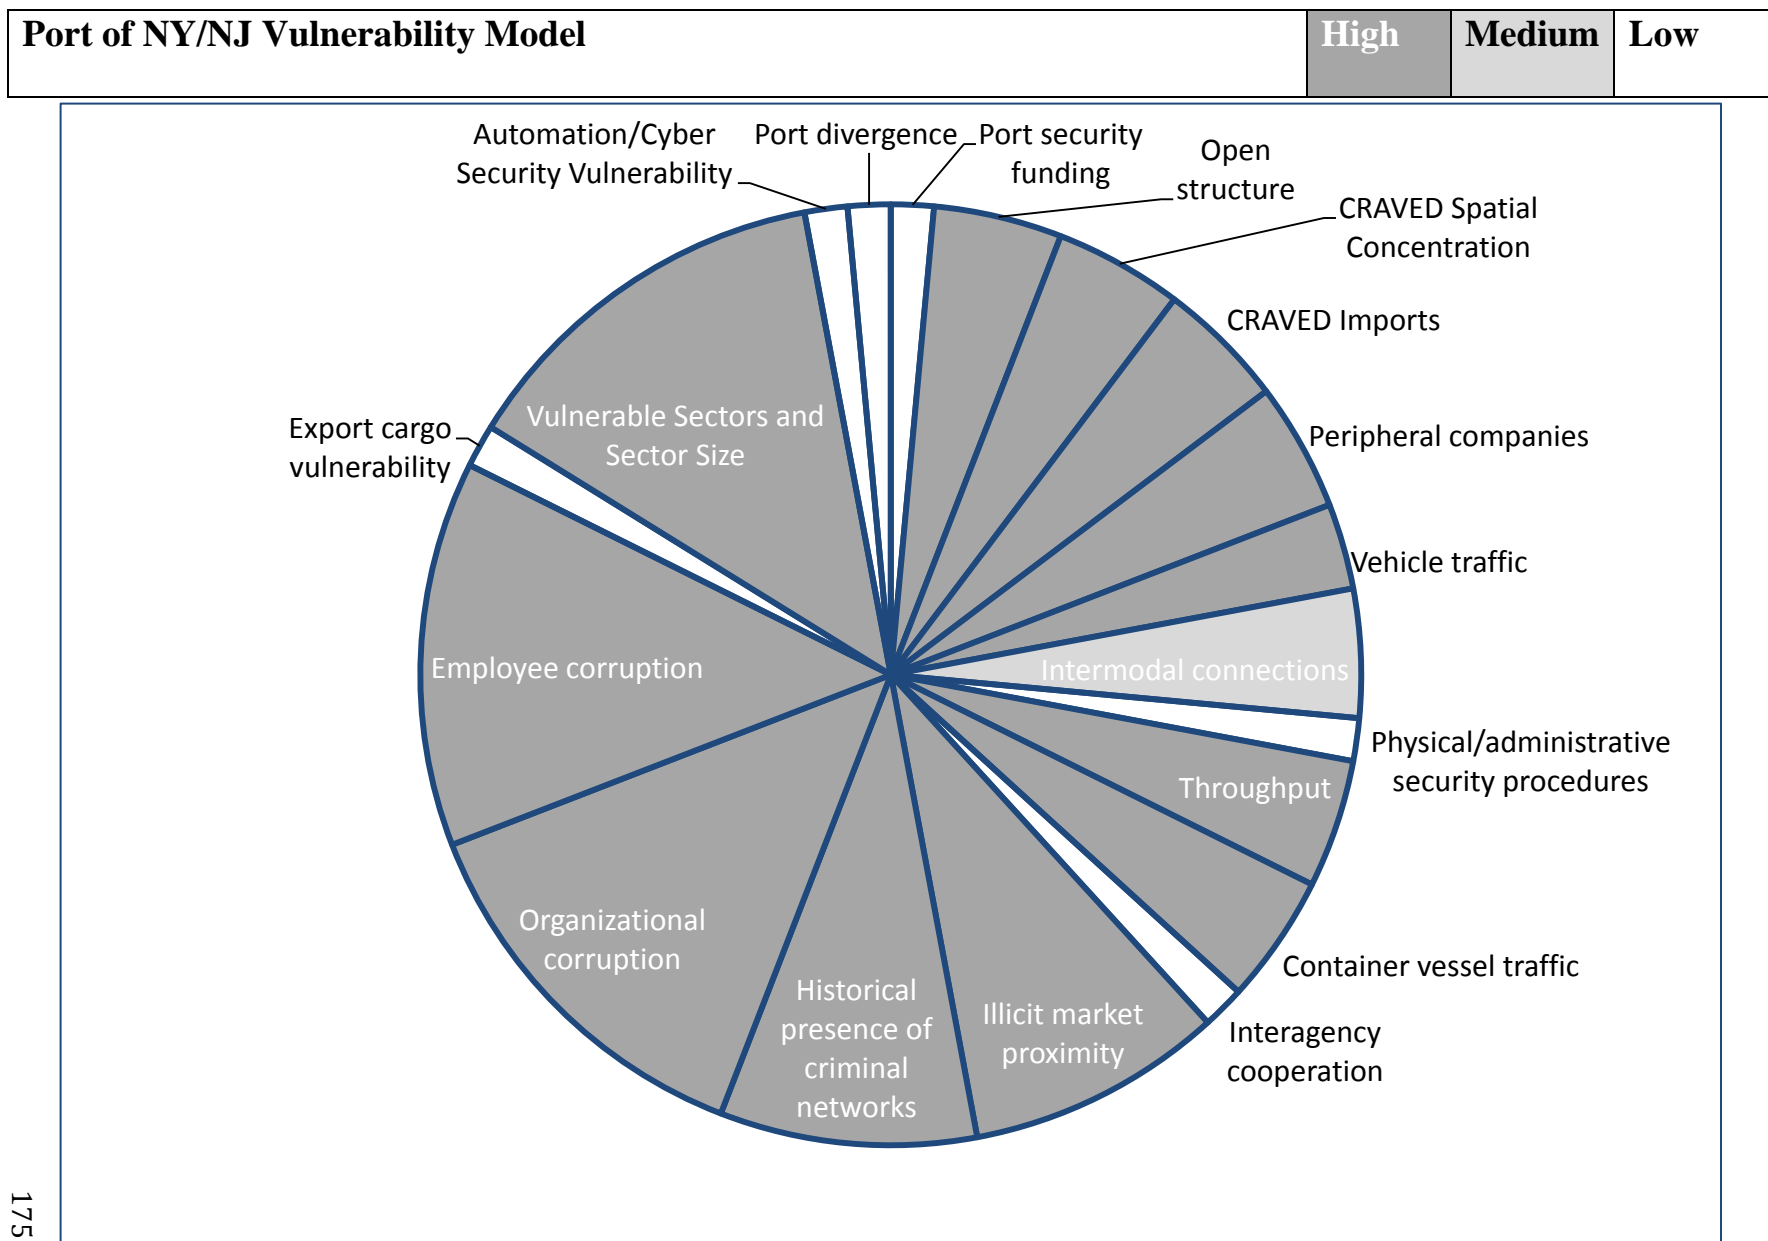 Port of NY/NJ Vulnerability Model
High
Medium
Low
Automation/Cyber
Security Vulnerability
Port divergence
Port security
funding
Open
structure
CRAVED Spatial
Concentration
CRAVED Imports
Peripheral companies
Vehicle traffic
Intermodal connections
Physical/administrative
security procedures
Throughput
Container vessel traffic
Interagency
cooperation
Illicit market
proximity
Historical
presence of
criminal
networks
Organizational
corruption
Employee corruption
Export cargo
vulnerability
Vulnerable Sectors and
Sector Size
175